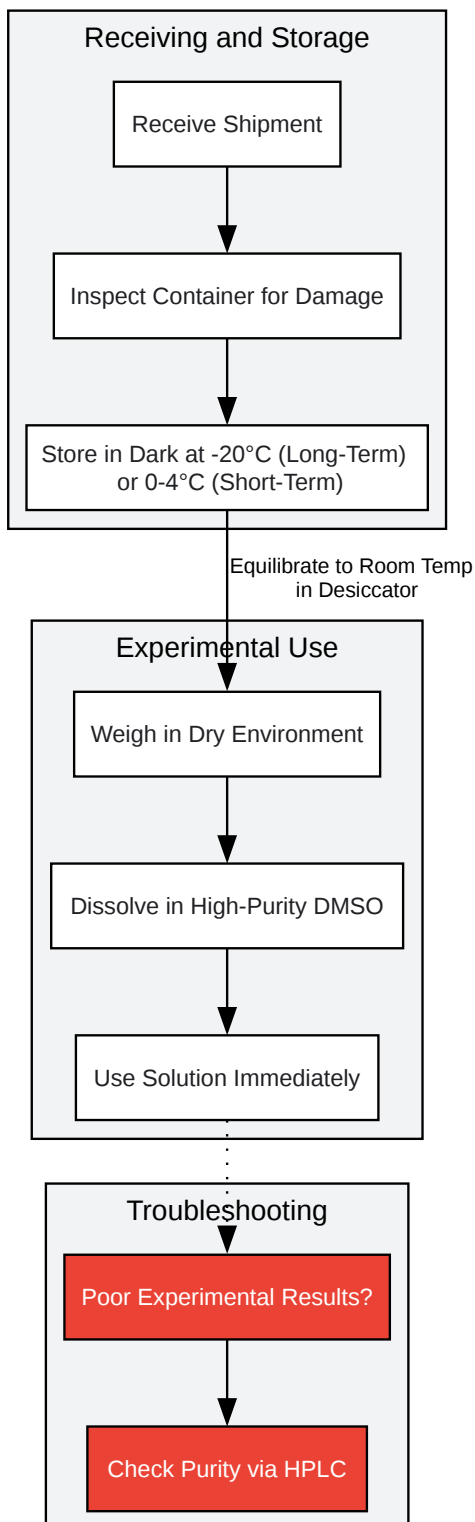 Receiving and Storage
Receive Shipment
Inspect Container for Damage
Store in Dark at -20°C (Long-Term)
or 0-4°C (Short-Term)
Equilibrate to Room Temp
in Desiccator
Experimental Use
Weigh in Dry Environment
Dissolve in High-Purity DMSO
Use Solution Immediately
Troubleshooting
Poor Experimental Results?
Check Purity via HPLC